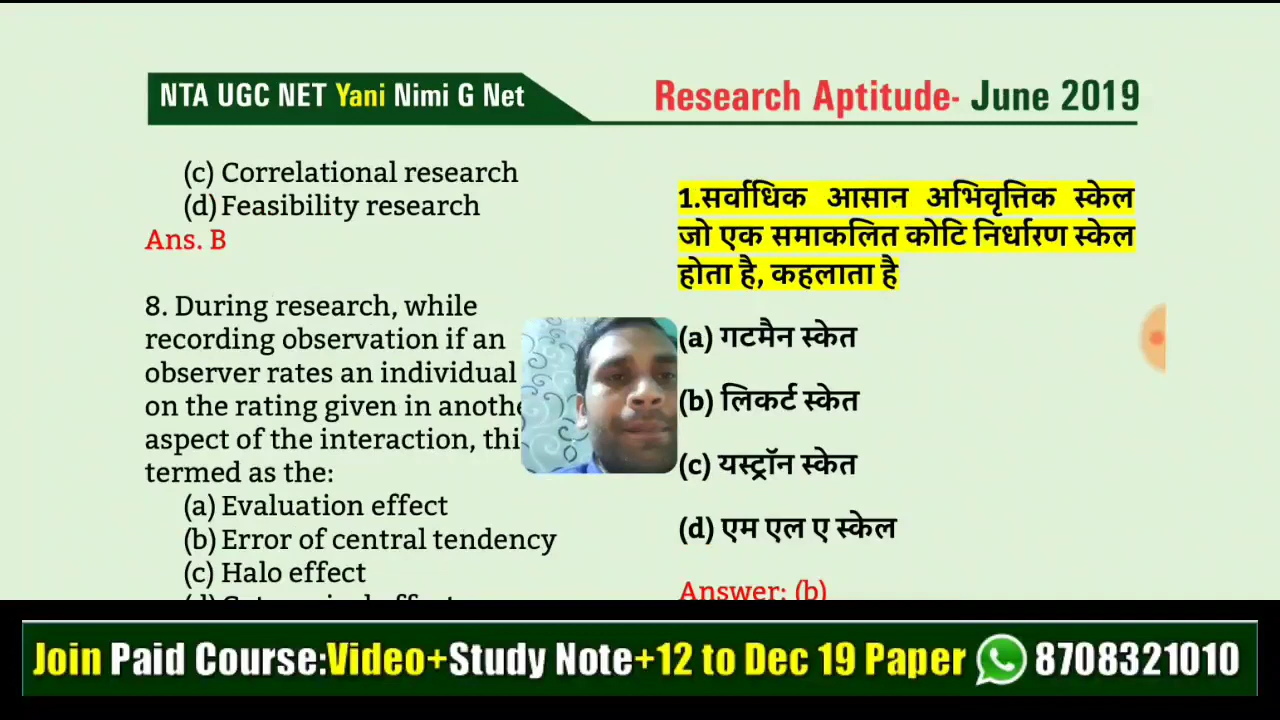 NTA UGC NET Yani Nimi G Net
Research Aptitude- June 2019
(c) Correlational research
(d) Feasibility research
Ans. B
8. During research, while
recording observation if an
observer rates an individual
on the rating given in
aspect of the interaction,
termed as the:
(a) Evaluation effect
(b) Error of central tendency
(c) Halo effect
1.सर्वाधिक आसान अभिवृत्तिक स्केल
जो एक समाकलित कोटि निर्धारण स्केल
होता है, कहलाता है
(a) गटमैन स्केत
(b) लिकर्ट स्केत
(c) यस्ट्रॉन स्केत
(d) एम एल ए स्केल
Answer: (b)
Join Paid Course:Video+Study Note+12 to Dec 19 Paper 8708321010